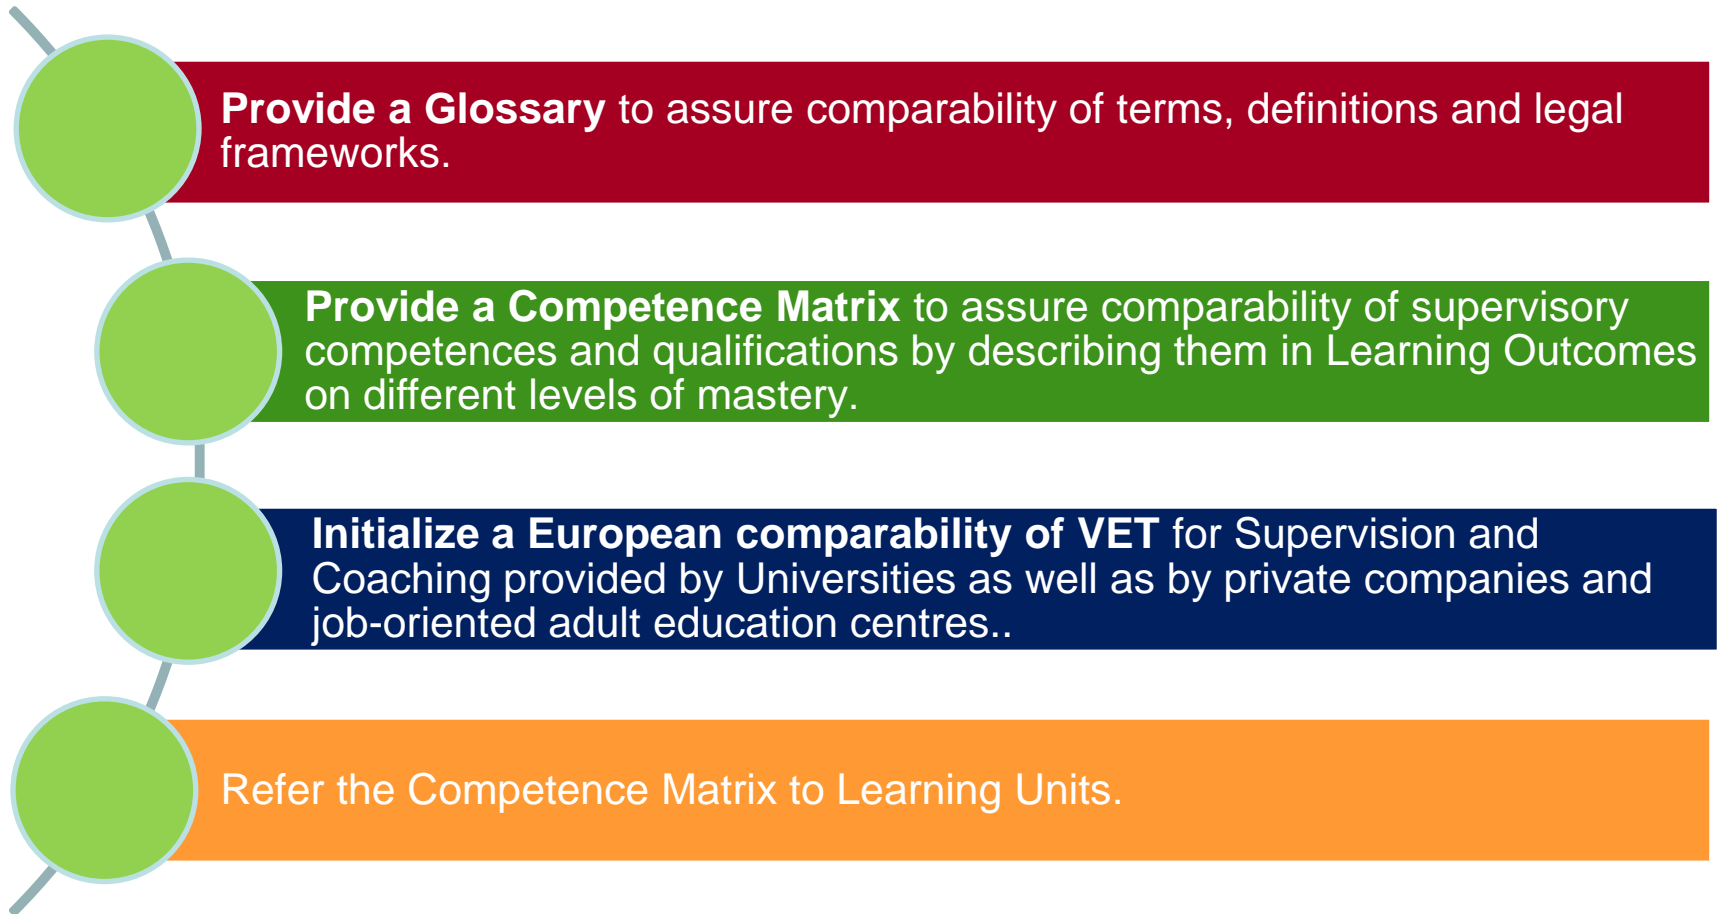 Provide a Glossary to assure comparability of terms, definitions and legal
frameworks.
Provide a Competence Matrix to assure comparability of supervisory
competences and qualifications by describing them in Learning Outcomes
on different levels of mastery.
Initialize a European comparability of VET for Supervision and
Coaching provided by Universities as well as by private companies and
job-oriented adult education centres..
Refer the Competence Matrix to Learning Units.